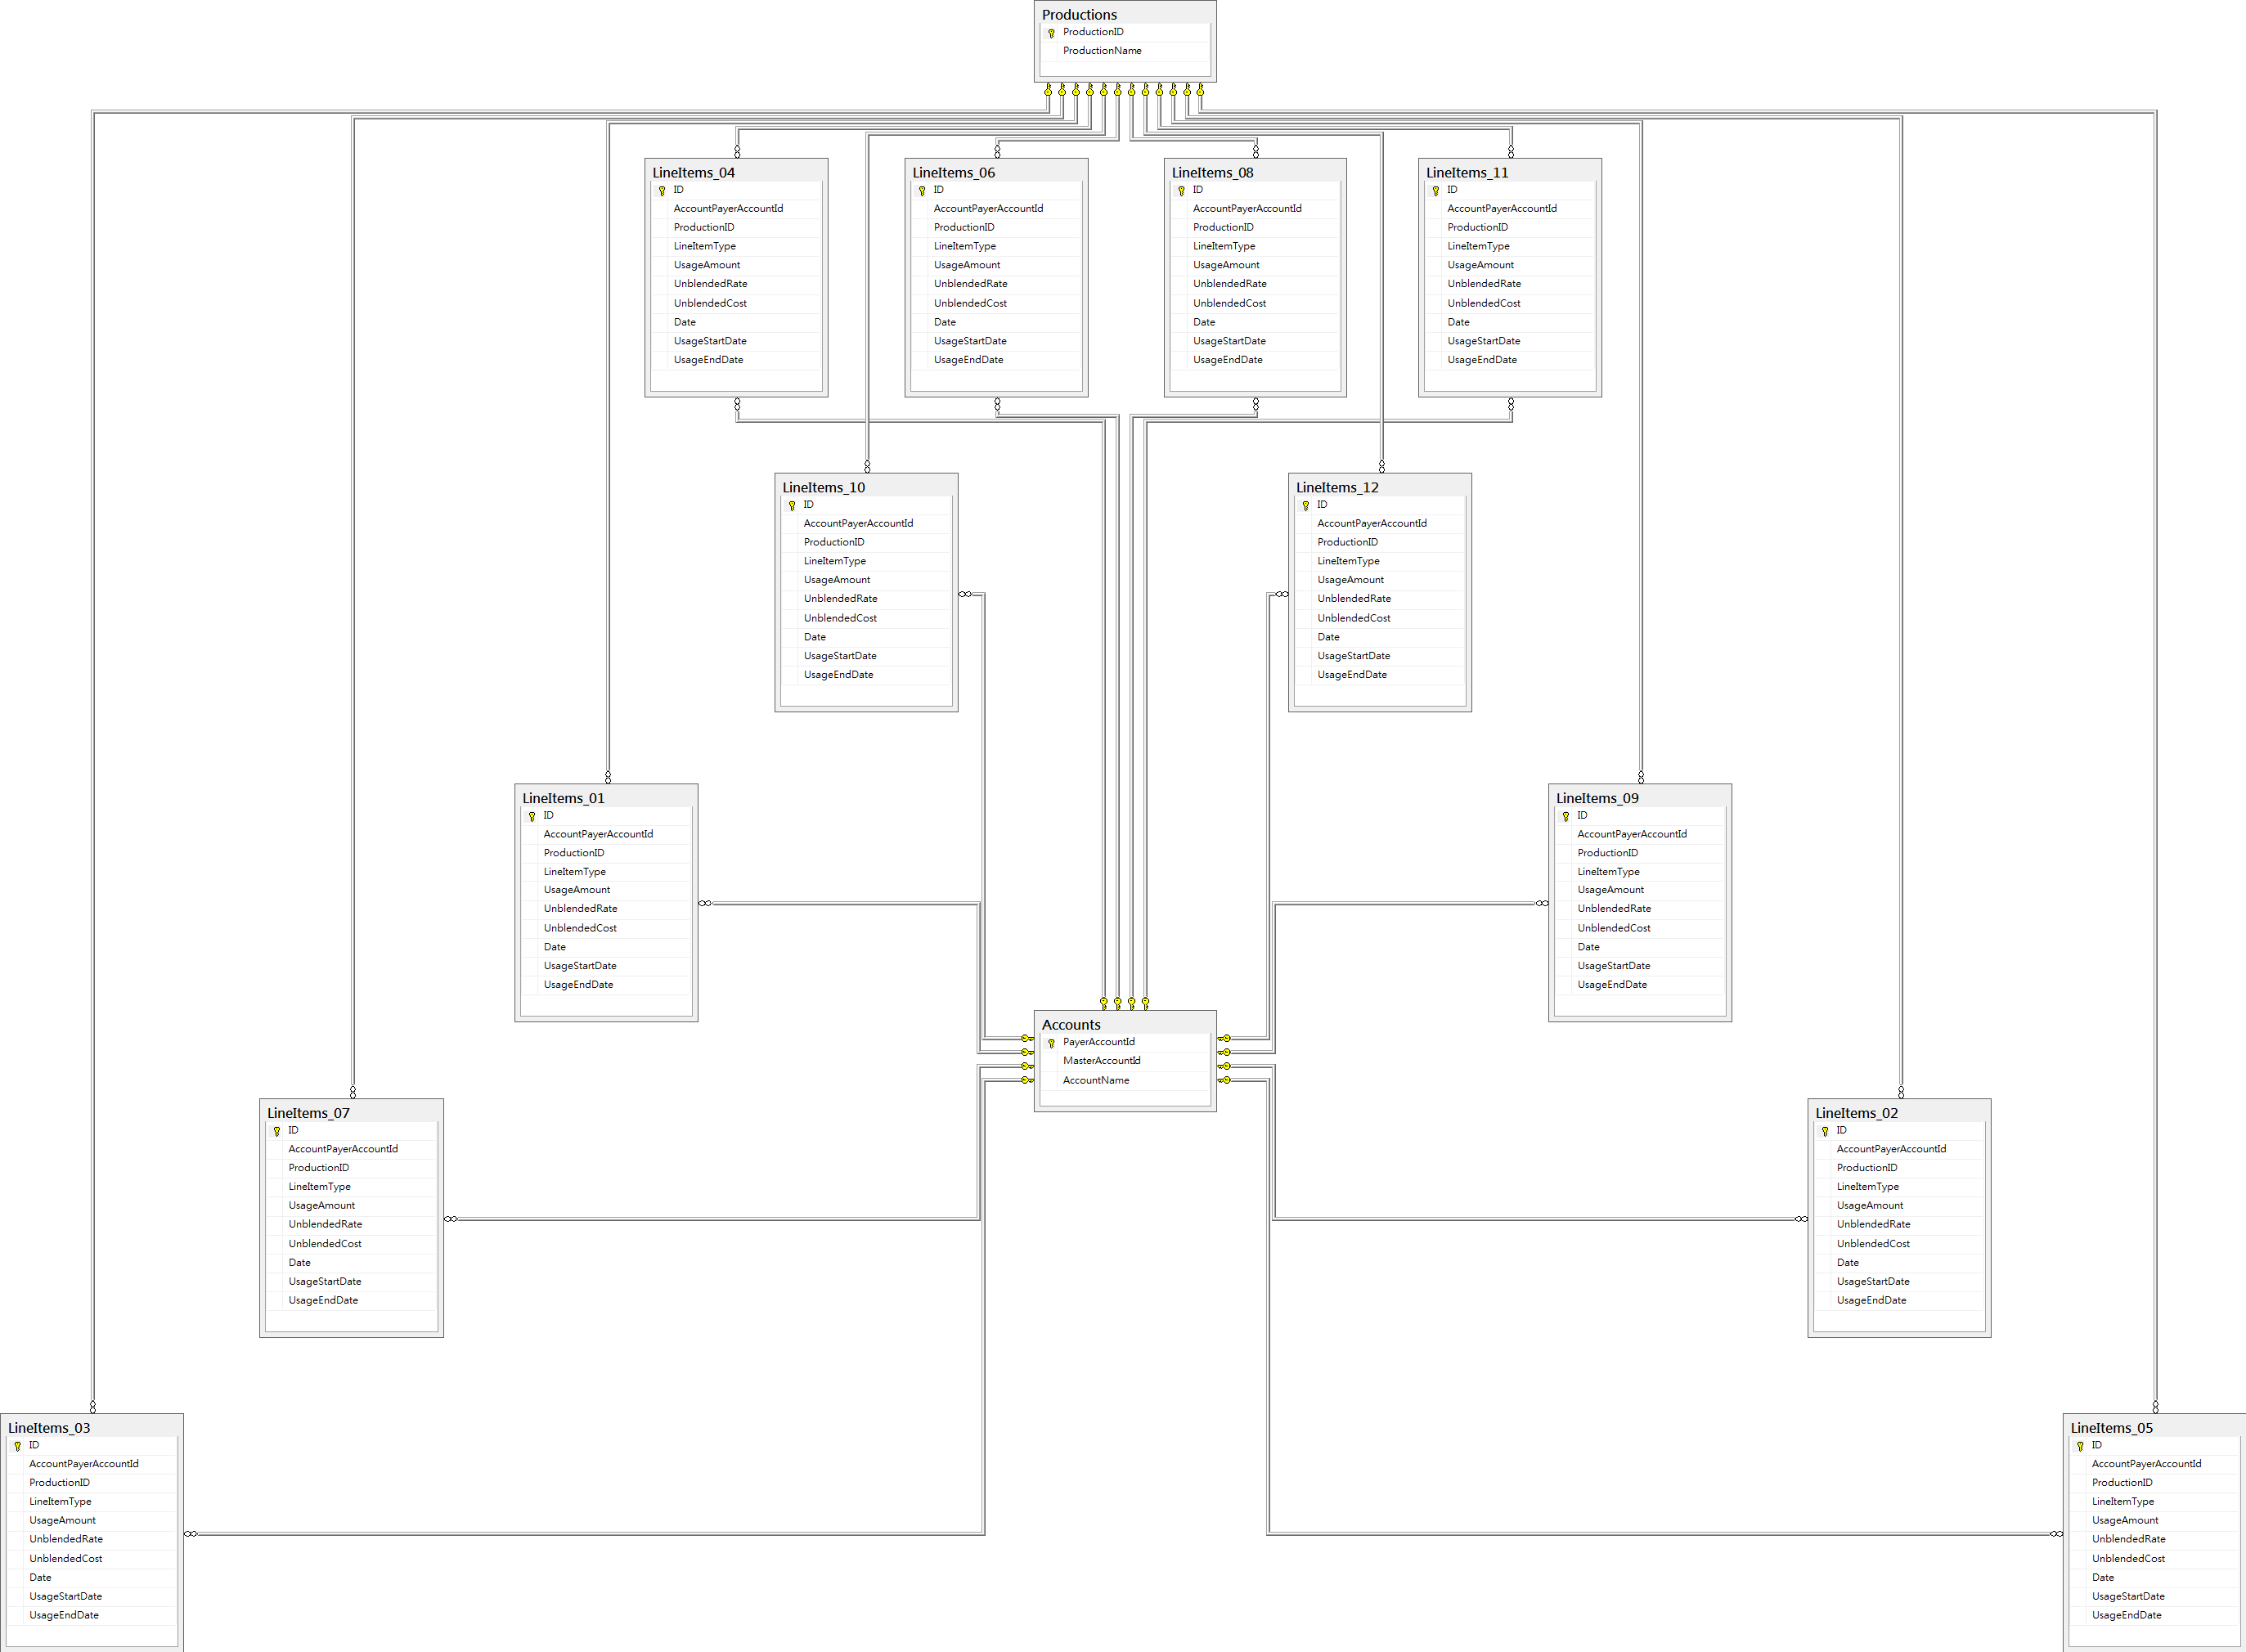 Productions
ProductionID
ProductionName
LineItems_04
ID
AccountPayerAccountId
ProductionID
LineItemType
UsageAmount
UnblendedRate
UnblendedCost
Date
UsageStartDate
UsageEndDate
LineItems_06
ID
AccountPayerAccountId
ProductionID
LineItemType
UsageAmount
UnblendedRate
UnblendedCost
Date
UsageStartDate
UsageEndDate
LineItems_08
ID
AccountPayerAccountId
ProductionID
LineItemType
UsageAmount
UnblendedRate
UnblendedCost
Date
UsageStartDate
UsageEndDate
LineItems_11
ID
AccountPayerAccountId
ProductionID
LineItemType
UsageAmount
UnblendedRate
UnblendedCost
Date
UsageStartDate
UsageEndDate
LineItems_10
ID
AccountPayerAccountId
ProductionID
LineItemType
UsageAmount
UnblendedRate
UnblendedCost
Date
UsageStartDate
UsageEndDate
LineItems_12
ID
AccountPayerAccountId
ProductionID
LineItemType
UsageAmount
UnblendedRate
UnblendedCost
Date
UsageStartDate
UsageEndDate
LineItems_01
ID
AccountPayerAccountId
ProductionID
LineItemType
UsageAmount
UnblendedRate
UnblendedCost
Date
UsageStartDate
UsageEndDate
LineItems_09
ID
AccountPayerAccountId
ProductionID
LineItemType
UsageAmount
UnblendedRate
UnblendedCost
Date
UsageStartDate
UsageEndDate
Accounts
PayerAccountId
MasterAccountId
AccountName
LineItems_07
ID
AccountPayerAccountId
ProductionID
LineItemType
UsageAmount
UnblendedRate
UnblendedCost
Date
UsageStartDate
UsageEndDate
LineItems_02
ID
AccountPayerAccountId
ProductionID
LineItemType
UsageAmount
UnblendedRate
UnblendedCost
Date
UsageStartDate
UsageEndDate
LineItems_03
ID
AccountPayerAccountId
ProductionID
LineItemType
UsageAmount
UnblendedRate
UnblendedCost
Date
UsageStartDate
UsageEndDate
LineItems_05
ID
AccountPayerAccountId
ProductionID
LineItemType
UsageAmount
UnblendedRate
UnblendedCost
Date
UsageStartDate
UsageEndDate